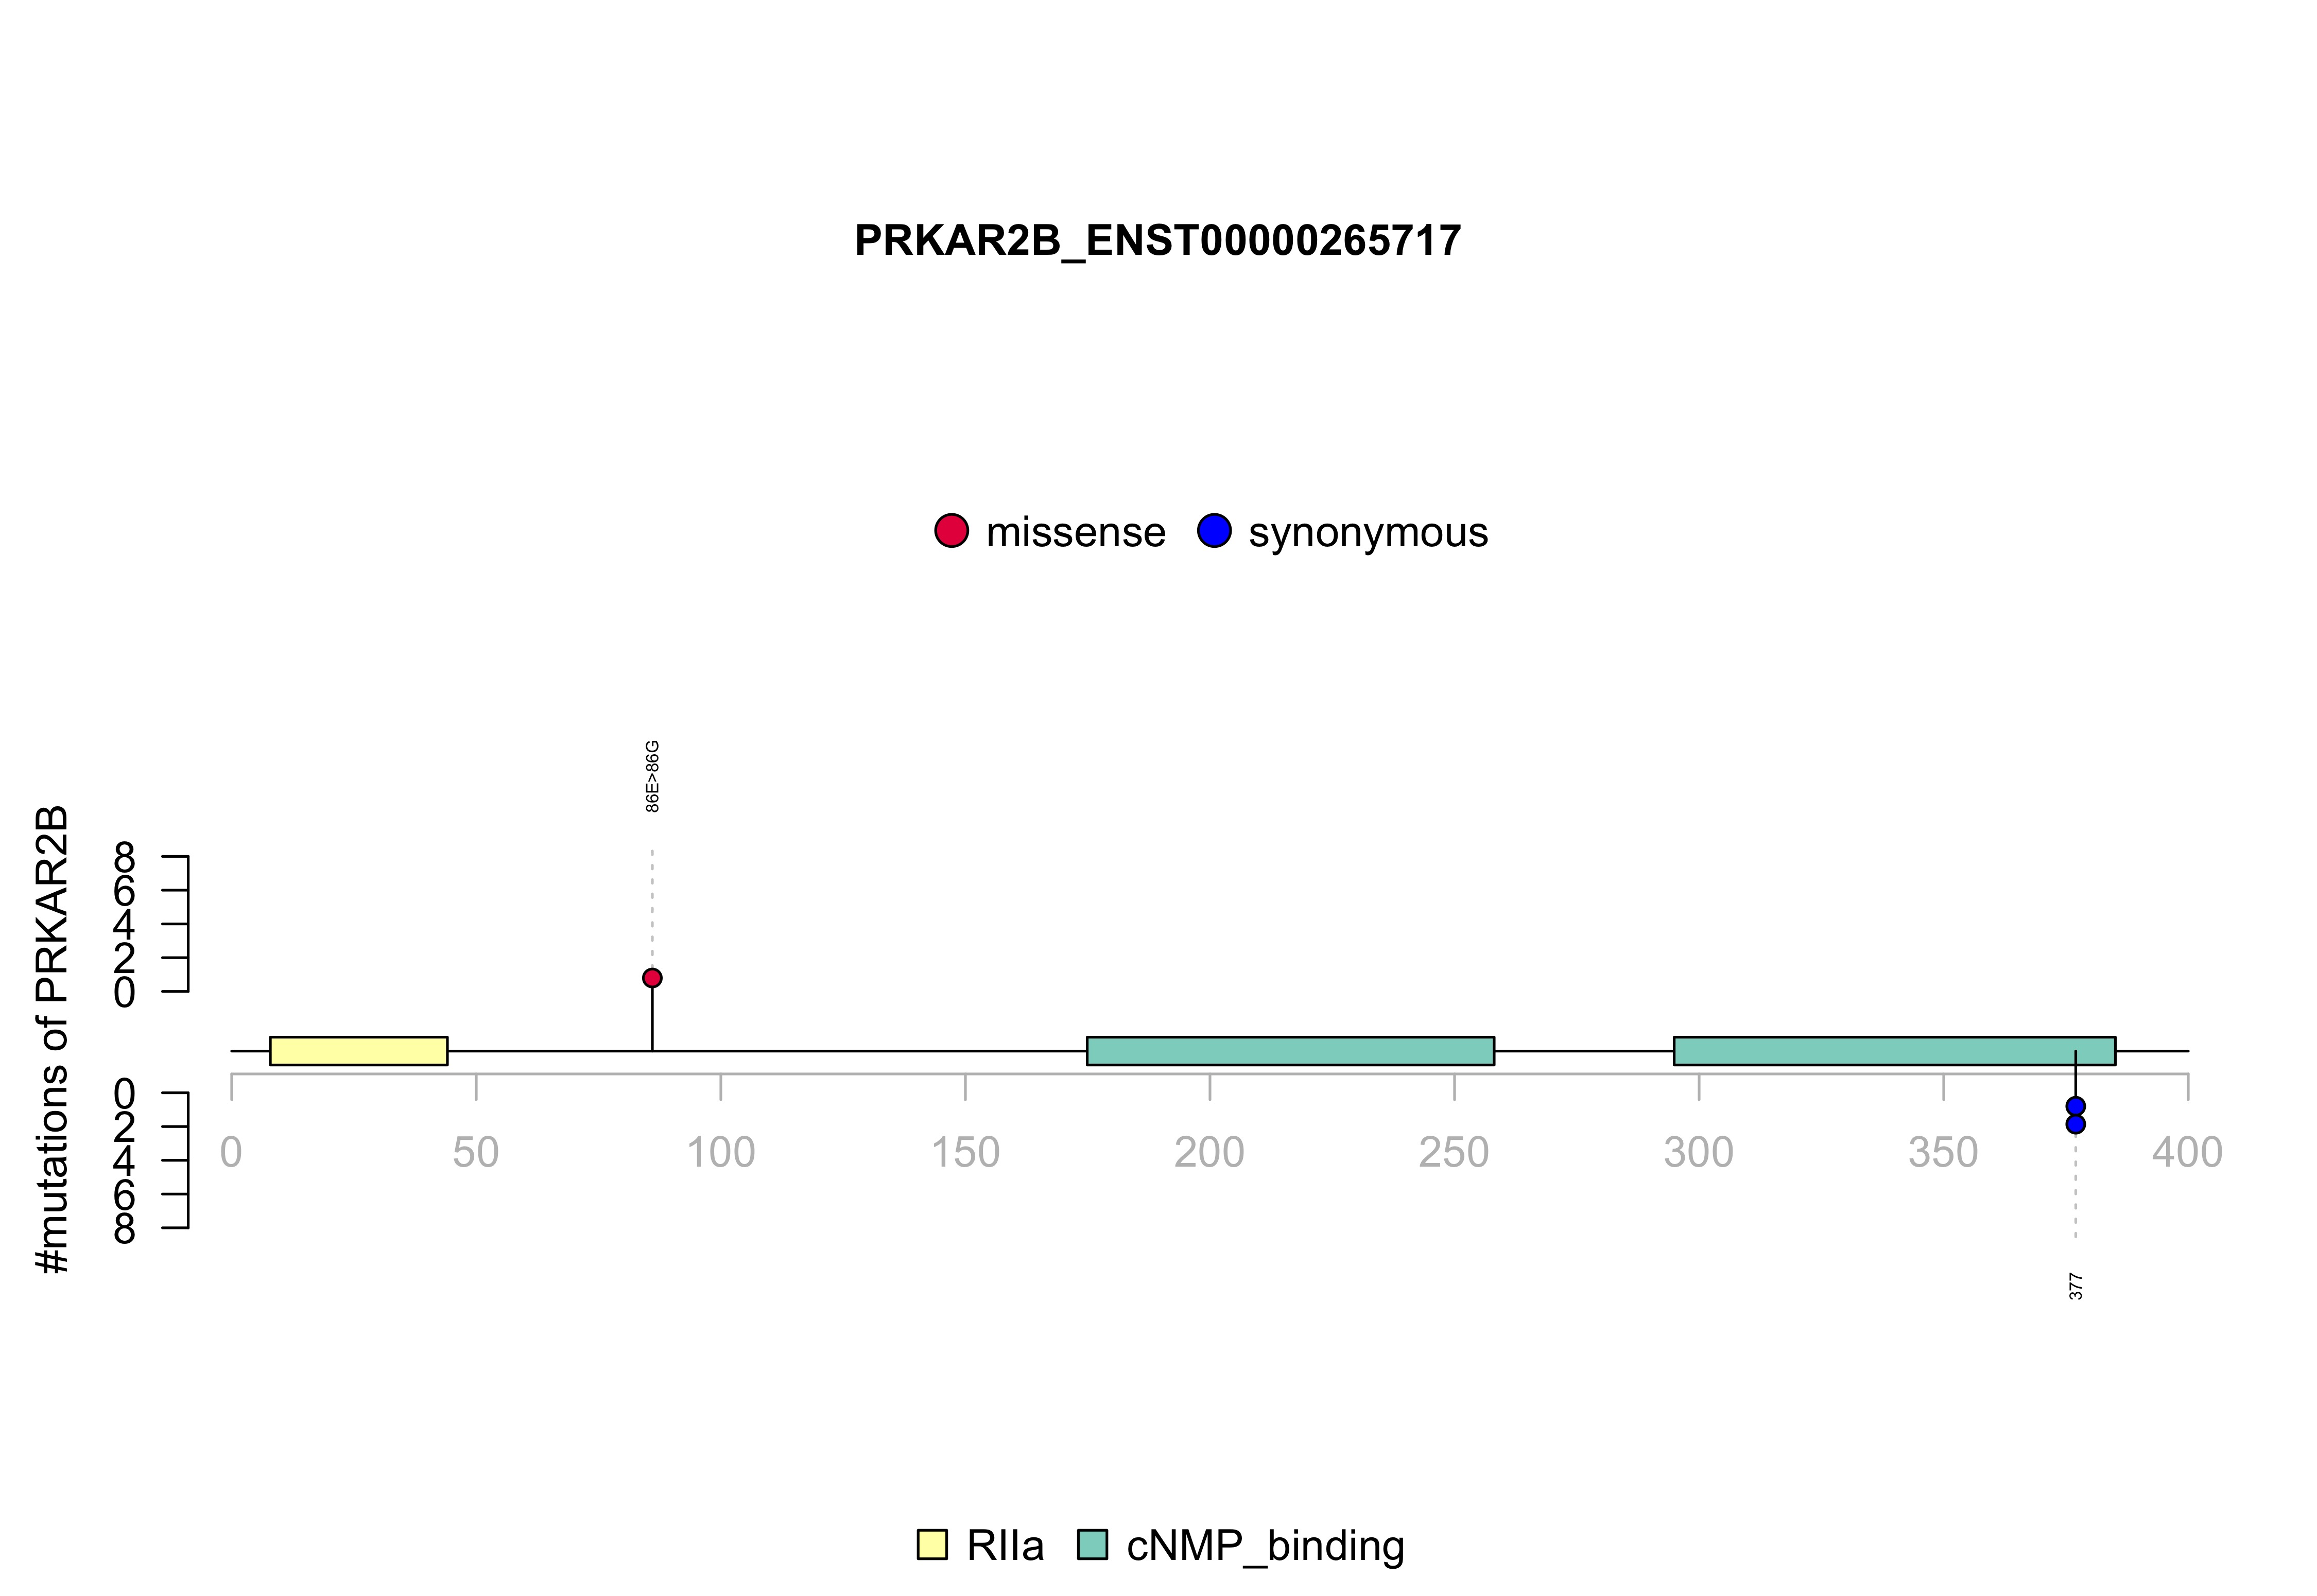 PRKAR2B_ENST00000265717
missense synonymous
86E>86G
#mutations of PRKAR2B
8
6
4
2
0
0
2
4
6
8
0 50 100 150 200 250 300 350 400
377
RIIa cNMP_binding